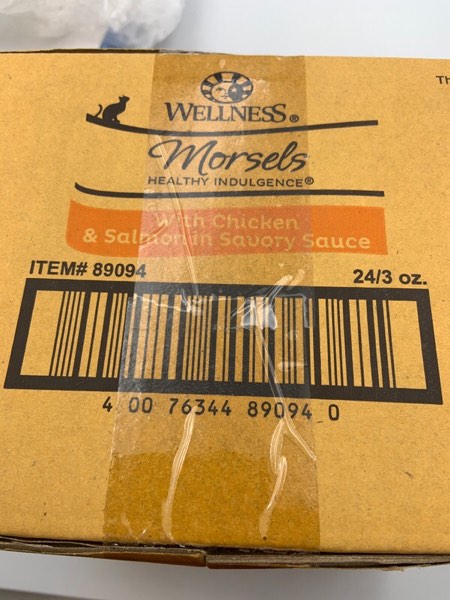 Th
WELLNESS®
Morsels
HEALTHY INDULGENCE®
With Chicken
& Salmon in Savory Sauce
ITEM# 89094 24/3 oz.
4 00 76344 89094 0